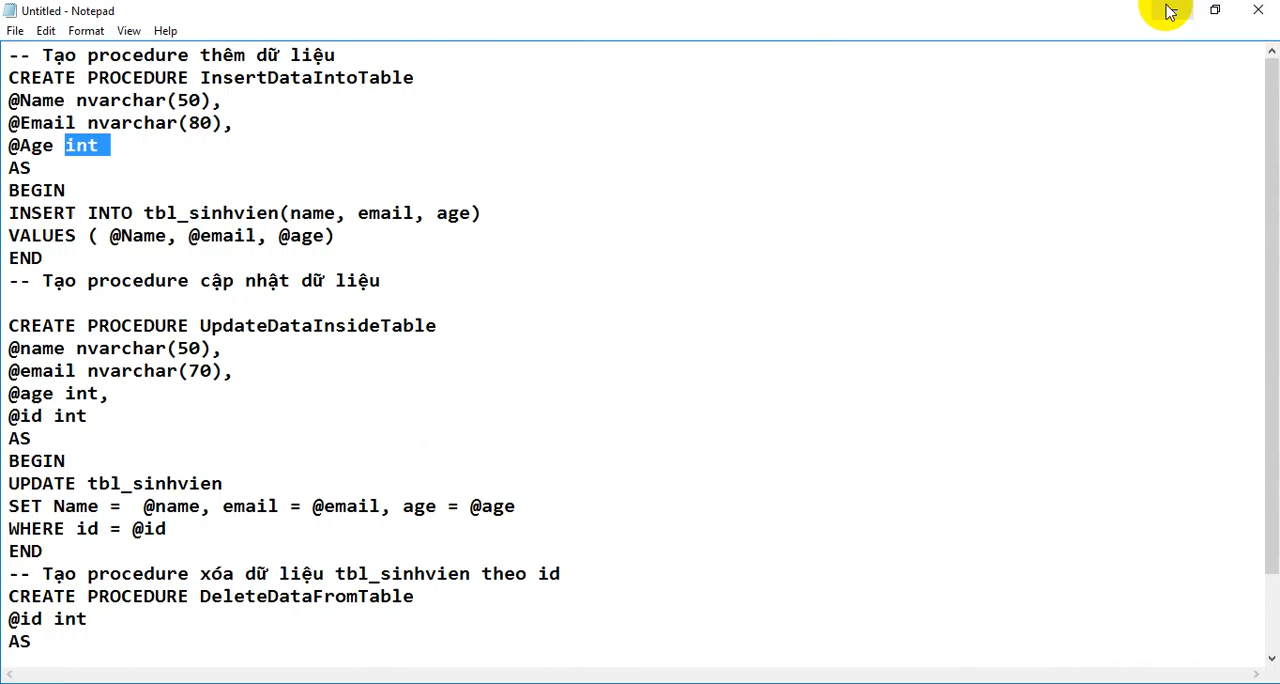 Untitled - Notepad
File Edit Format View Help
-- Tạo procedure thêm dữ liệu
CREATE PROCEDURE InsertDataIntoTable
@Name nvarchar(50),
@Email nvarchar(80),
@Age int
AS
BEGIN
INSERT INTO tbl_sinhvien(name, email, age)
VALUES ( @Name, @email, @age)
END
-- Tạo procedure cập nhật dữ liệu

CREATE PROCEDURE UpdateDataInsideTable
@name nvarchar(50),
@email nvarchar(70),
@age int,
@id int
AS
BEGIN
UPDATE tbl_sinhvien
SET Name =  @name, email = @email, age = @age
WHERE id = @id
END
-- Tạo procedure xóa dữ liệu tbl_sinhvien theo id
CREATE PROCEDURE DeleteDataFromTable
@id int
AS